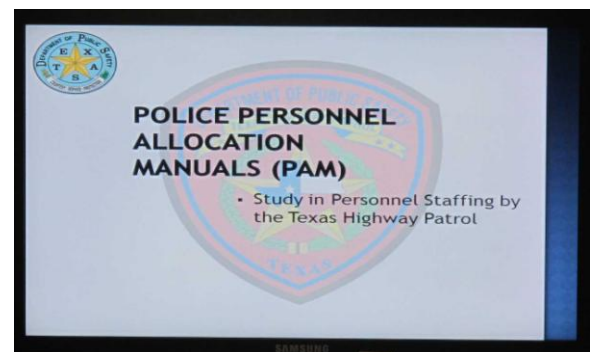 DEPARTMENT OF PUBLIC SAFETY
E X
T A
S
POLICE PERSONNEL
ALLOCATION
MANUALS (PAM)
• Study in Personnel Staffing by
the Texas Highway Patrol
TEXAS
SAMSUNG